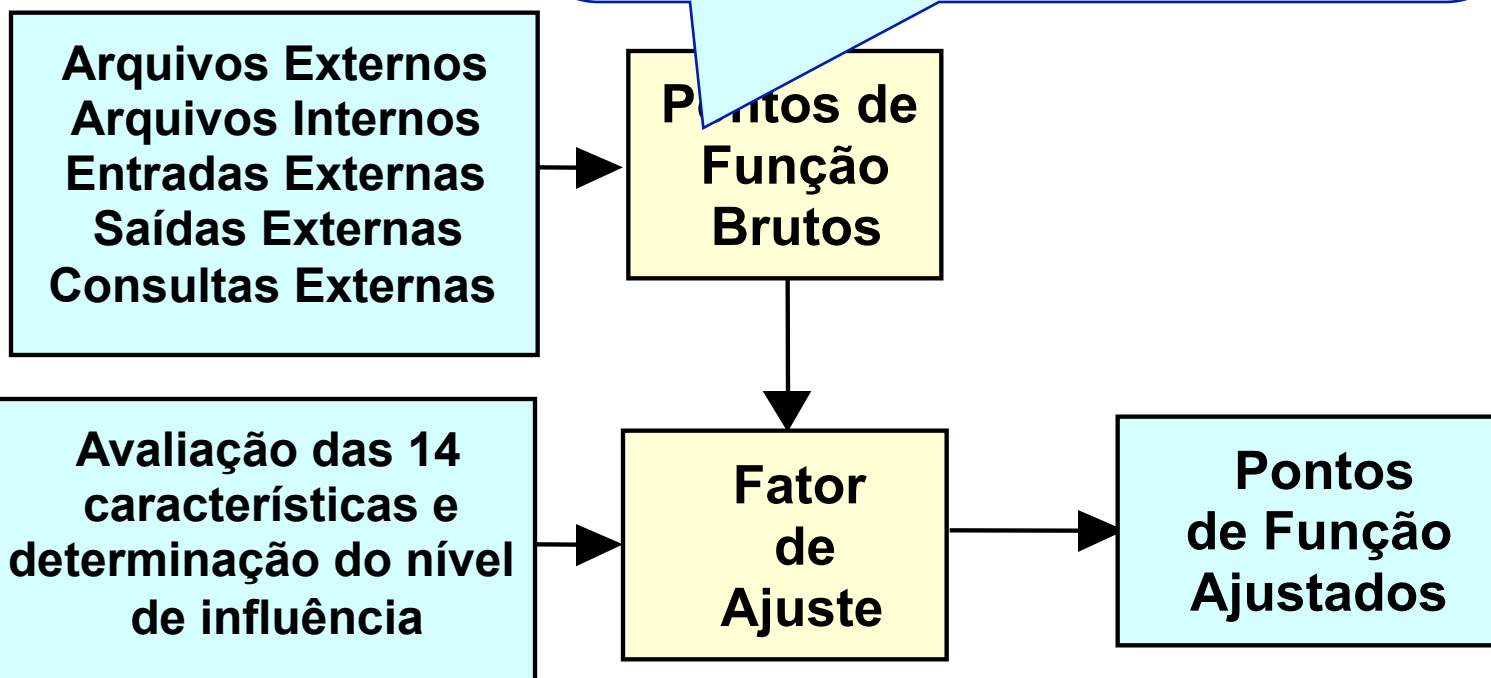 Arquivos Externos
Arquivos Internos
Entradas Externas
Saídas Externas
Consultas Externas
Pontos de
Função
Brutos
Avaliação das 14
características e
determinação do nível
de influência
Fator
de
Ajuste
Pontos
de Função
Ajustados